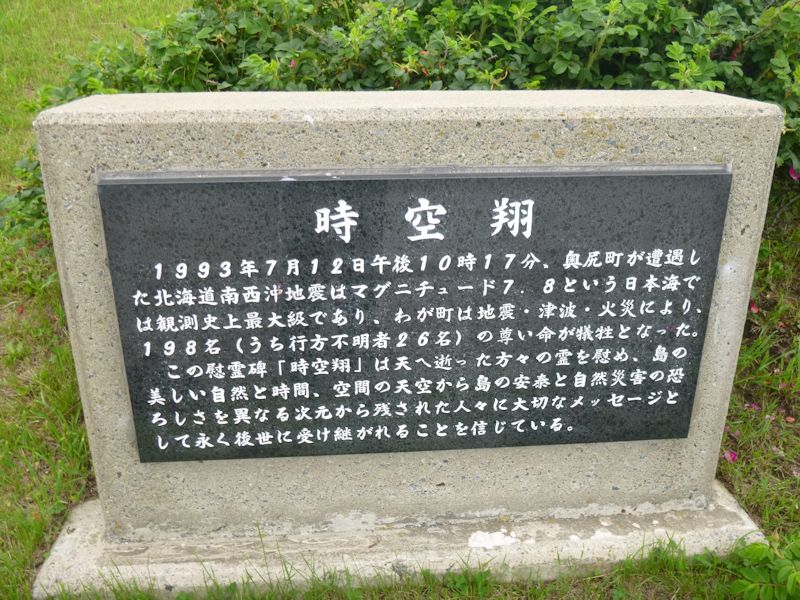 時空翔
1993年7月12日午後10時17分、奥尻町が遭遇し
た北海道南西沖地震はマグニチュード7.8という日本海で
は観測史上最大級であり、わが町は地震・津波・火災により、
198名（うち行方不明者26名）の尊い命が犠牲となった。
この慰霊碑「時空翔」は天へ逝った方々の霊を慰め、島の
美しい自然と時間、空間の天空から島の安泰と自然災害の恐
ろしさを異なる次元から残された人々に大切なメッセージと
して永く後世に受け継がれることを信じている。